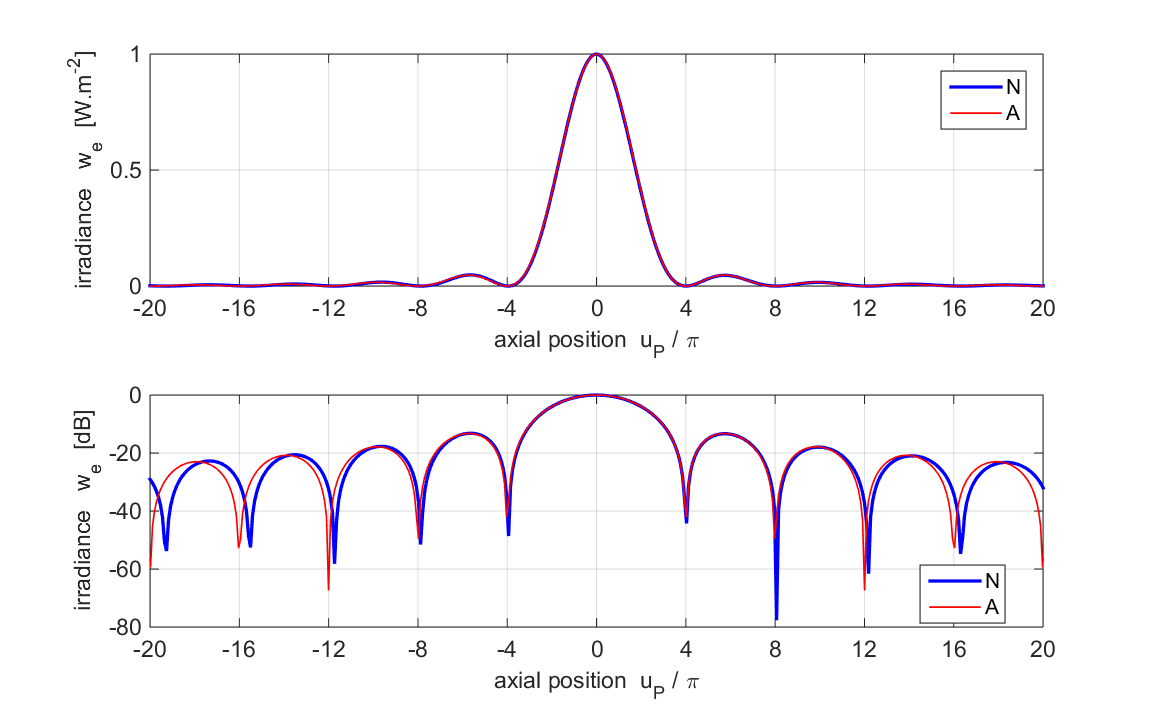 irradiance w_e [W.m^-2]
1
0.5
0
-20 -16 -12 -8 -4 0 4 8 12 16 20
axial position u_P / π
N
A
irradiance w_e [dB]
0
-20
-40
-60
-80
-20 -16 -12 -8 -4 0 4 8 12 16 20
axial position u_P / π
N
A